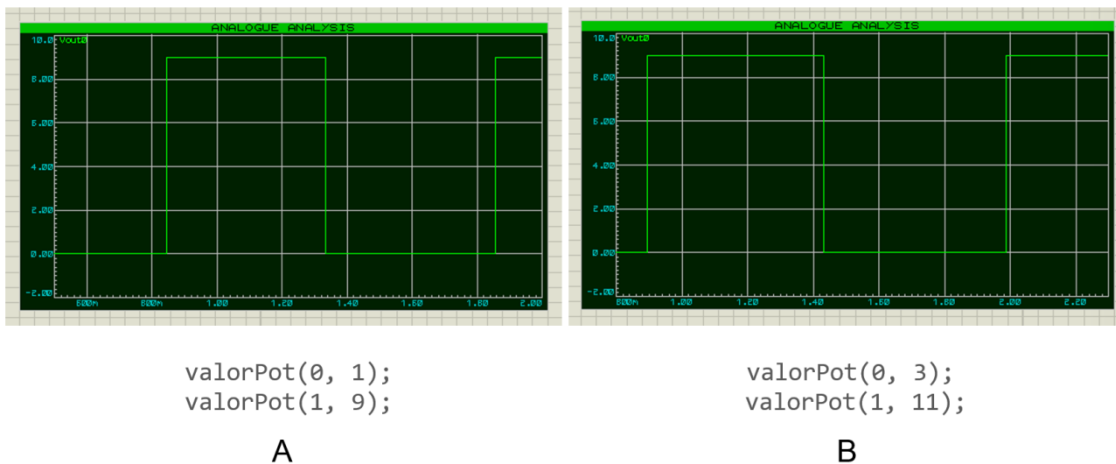 ANALOGUE ANALYSIS
10.0 Vout0
8.00
6.00
4.00
2.00
0.00
-2.00
600m 800m 1.00 1.20 1.40 1.60 1.80 2.00
valorPot(0, 1);
valorPot(1, 9);
A
ANALOGUE ANALYSIS
10.0 Vout0
8.00
6.00
4.00
2.00
0.00
-2.00
800m 1.00 1.20 1.40 1.60 1.80 2.00 2.20
valorPot(0, 3);
valorPot(1, 11);
B